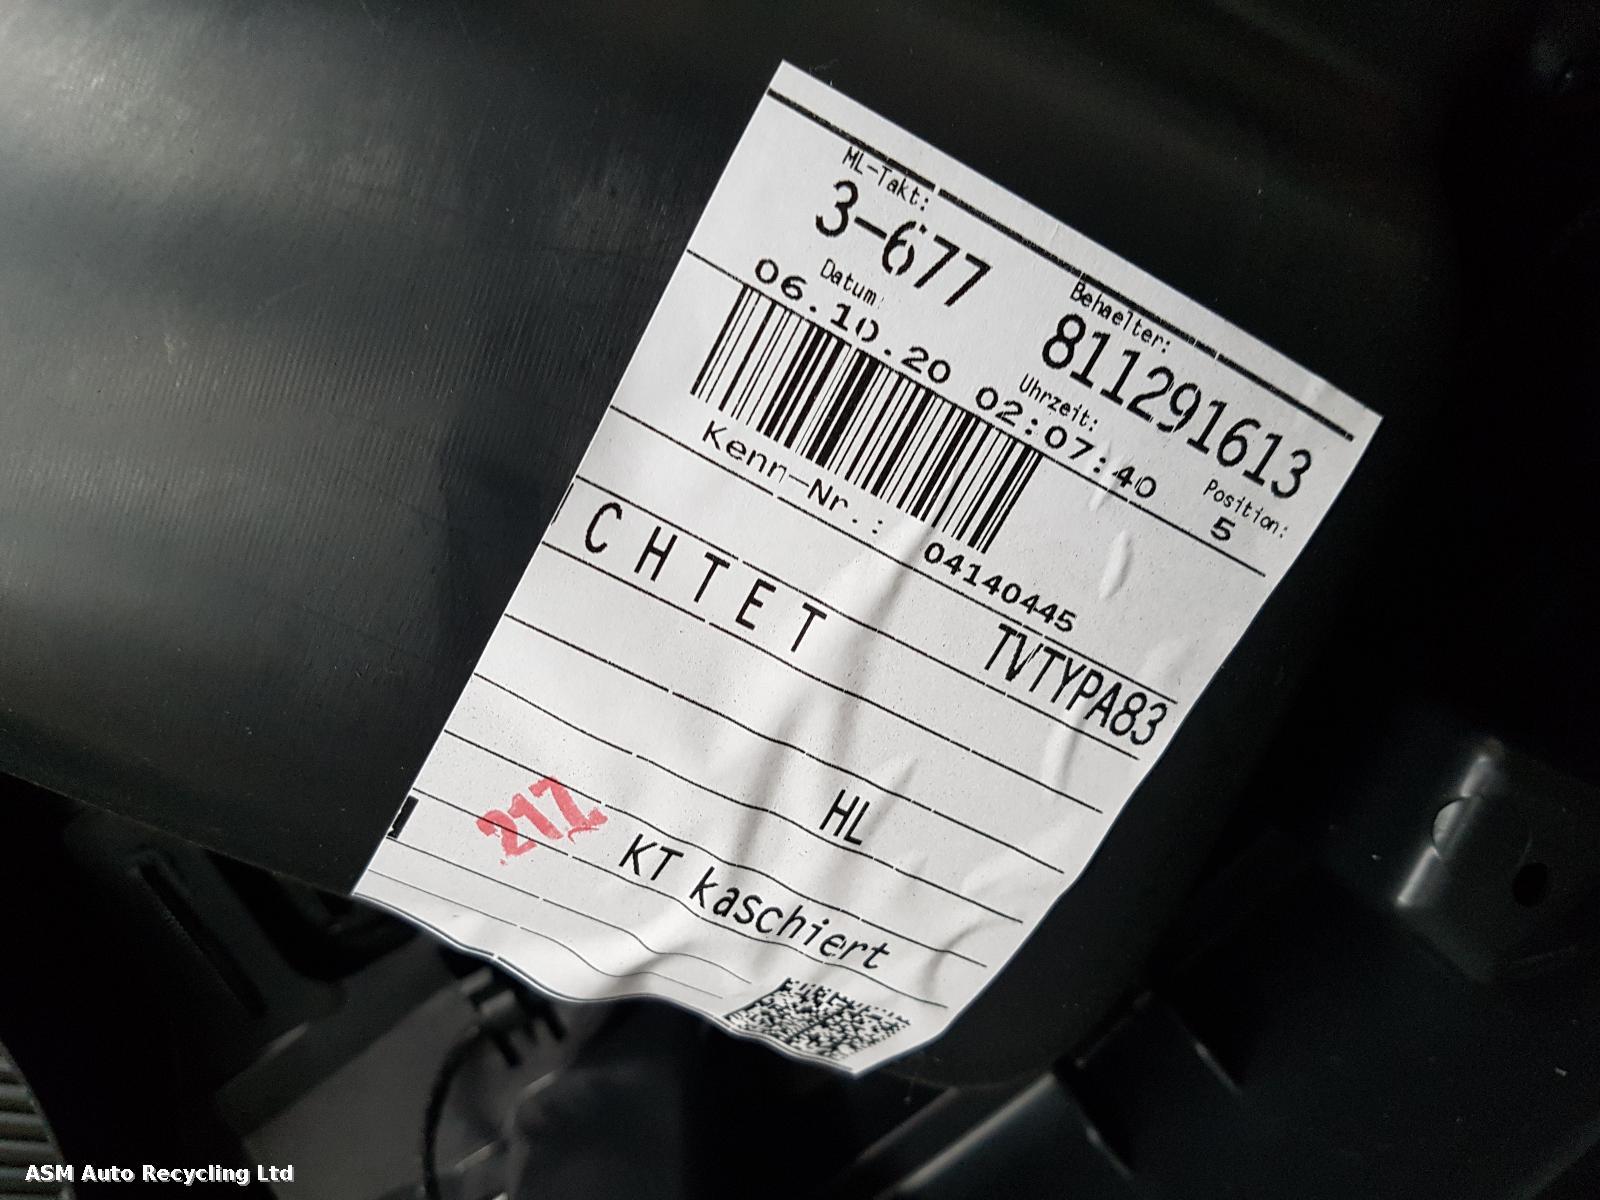 ML-Takt:
3-677
Behaelter:
811291613
Datum:
06.10.20
Uhrzeit:
02:07:40
Position:
5
Kenn-Nr.: 04140445
CHTET TVTYPA83
HL
217
KT kaschiert
ASM Auto Recycling Ltd